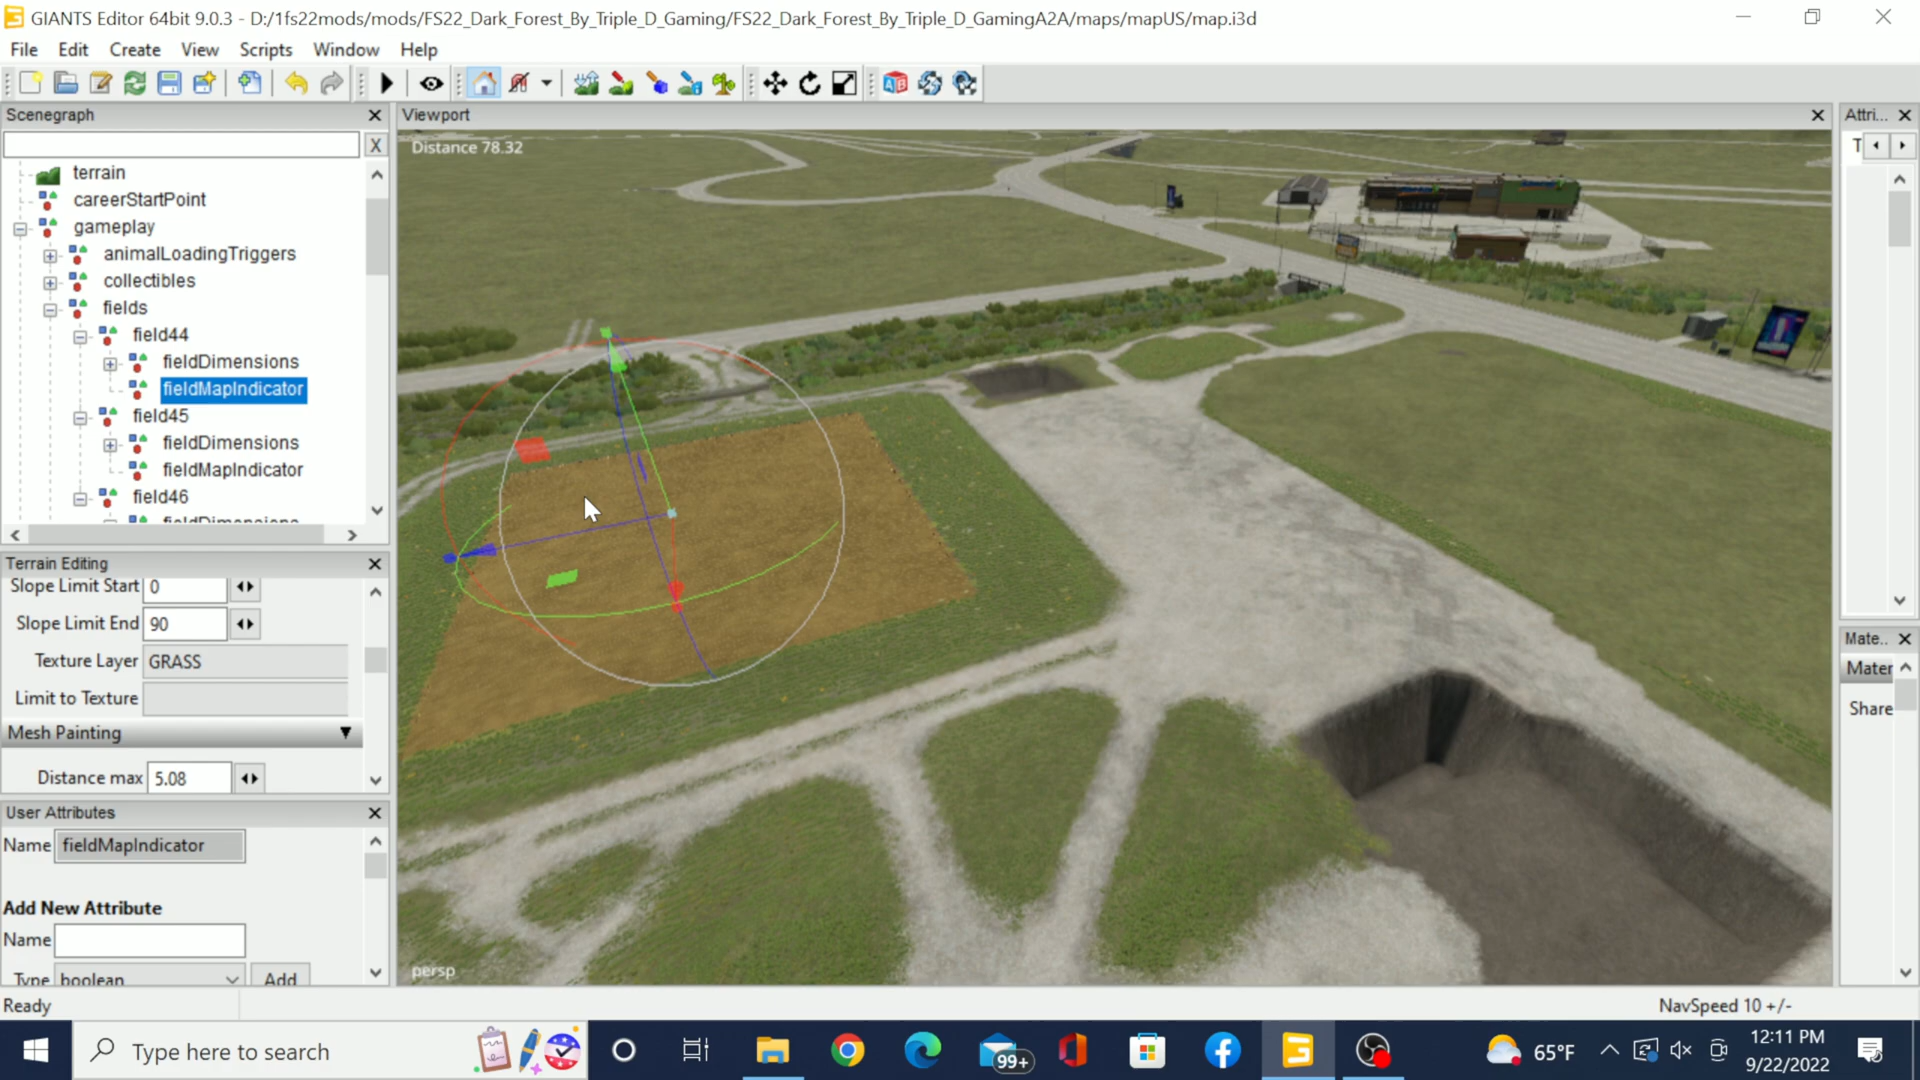 GIANTS Editor 64bit 9.0.3 - D:/1fs22mods/mods/FS22_Dark_Forest_By_Triple_D_Gaming/FS22_Dark_Forest_By_Triple_D_GamingA2A/maps/mapUS/map.i3d
File Edit Create View Scripts Window Help
Scenegraph
X
terrain
careerStartPoint
gameplay
animalLoadingTriggers
collectibles
fields
field44
fieldDimensions
fieldMapIndicator
field45
fieldDimensions
fieldMapIndicator
field46
fieldDimensions
Terrain Editing
Slope Limit Start 0
Slope Limit End 90
Texture Layer GRASS
Limit to Texture
Mesh Painting
Distance max 5.08
User Attributes
Name fieldMapIndicator
Add New Attribute
Name
Type boolean Add
Ready
Viewport
Distance 78.32
persp
Attri...
T
Mate..
Mater
Share
NavSpeed 10 +/-
Type here to search
99+
65°F
12:11 PM
9/22/2022